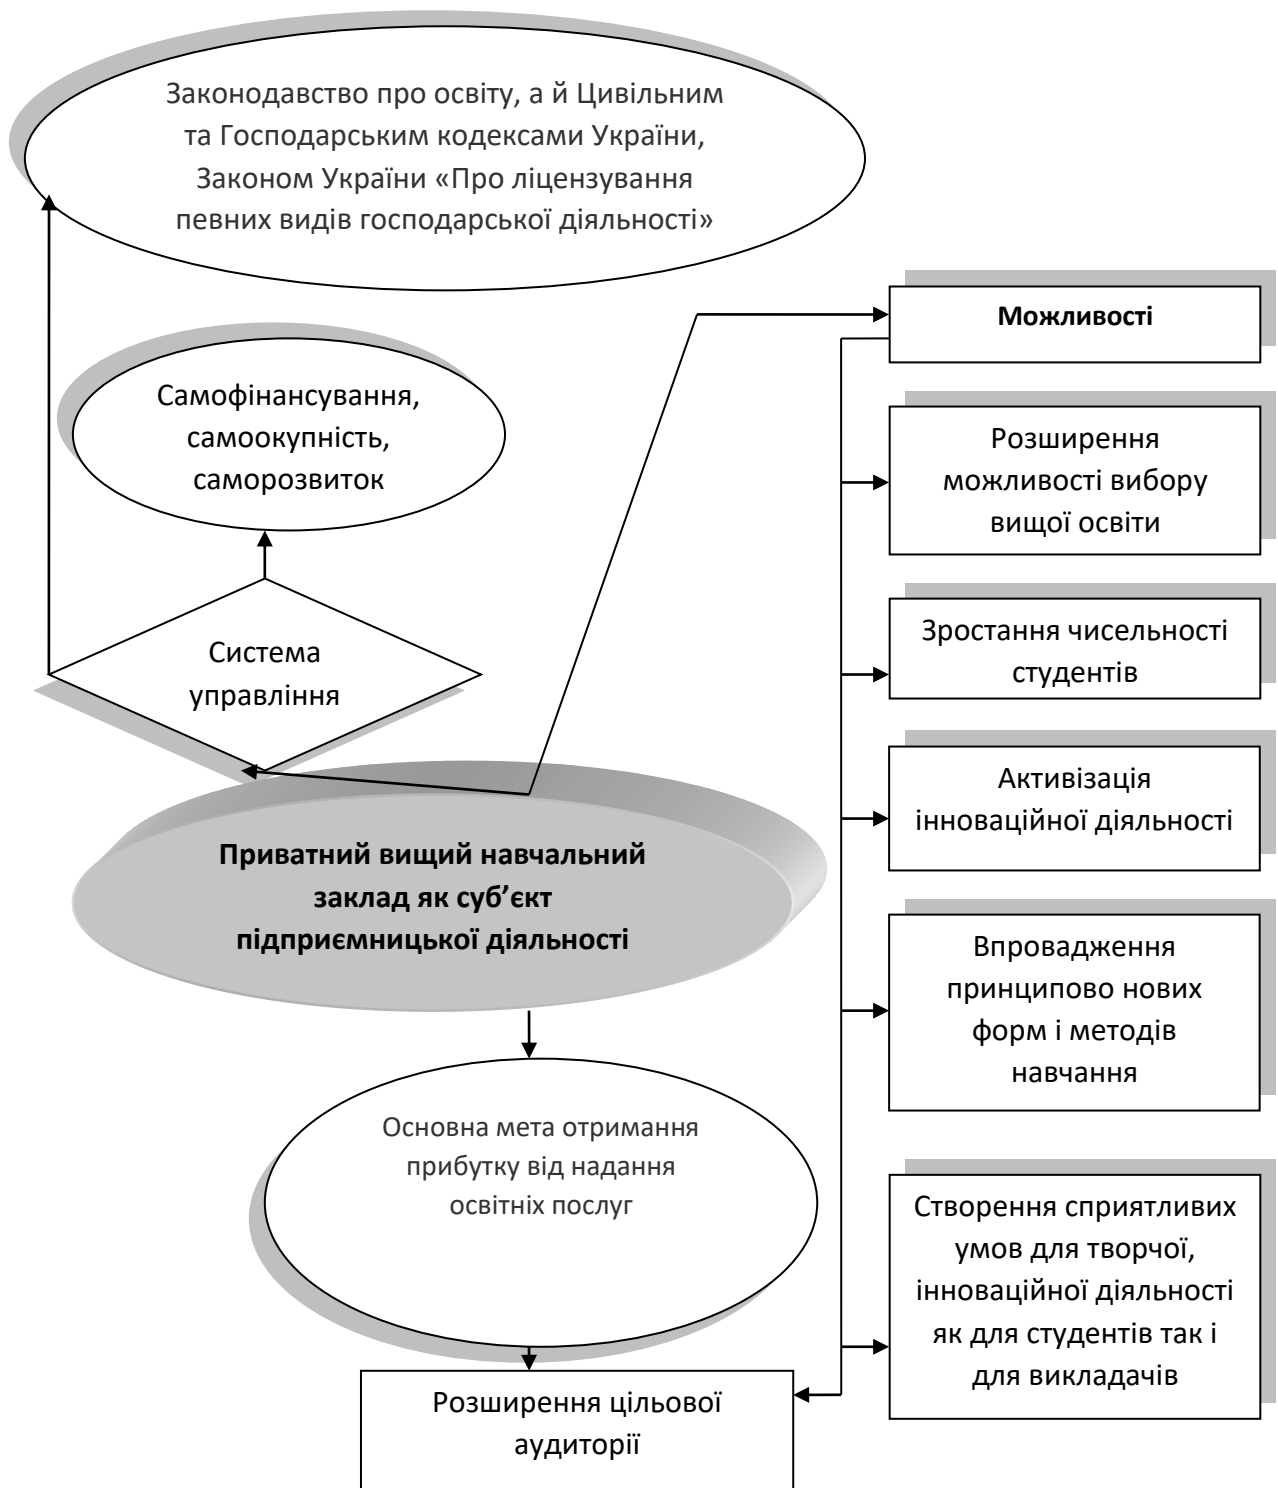 Законодавство про освіту, а й Цивільним
та Господарським кодексами України,
Законом України «Про ліцензування
певних видів господарської діяльності»
Можливості
Самофінансування,
самоокупність,
саморозвиток
Розширення
можливості вибору
вищої освіти
Система
управління
Зростання чисельності
студентів
Активізація
інноваційної діяльності
Приватний вищий навчальний
заклад як суб’єкт
підприємницької діяльності
Впровадження
принципово нових
форм і методів
навчання
Основна мета отримання
прибутку від надання
освітніх послуг
Створення сприятливих
умов для творчої,
інноваційної діяльності
як для студентів так і
для викладачів
Розширення цільової
аудиторії